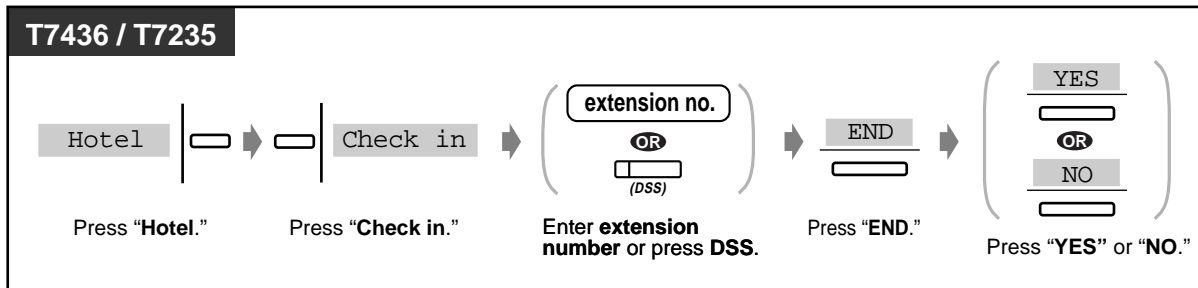 T7436 / T7235
Hotel
Check in
extension no.
OR
(DSS)
END
YES
OR
NO
Press “Hotel.”
Press “Check in.”
Enter extension
number or press DSS.
Press “END.”
Press “YES” or “NO.”